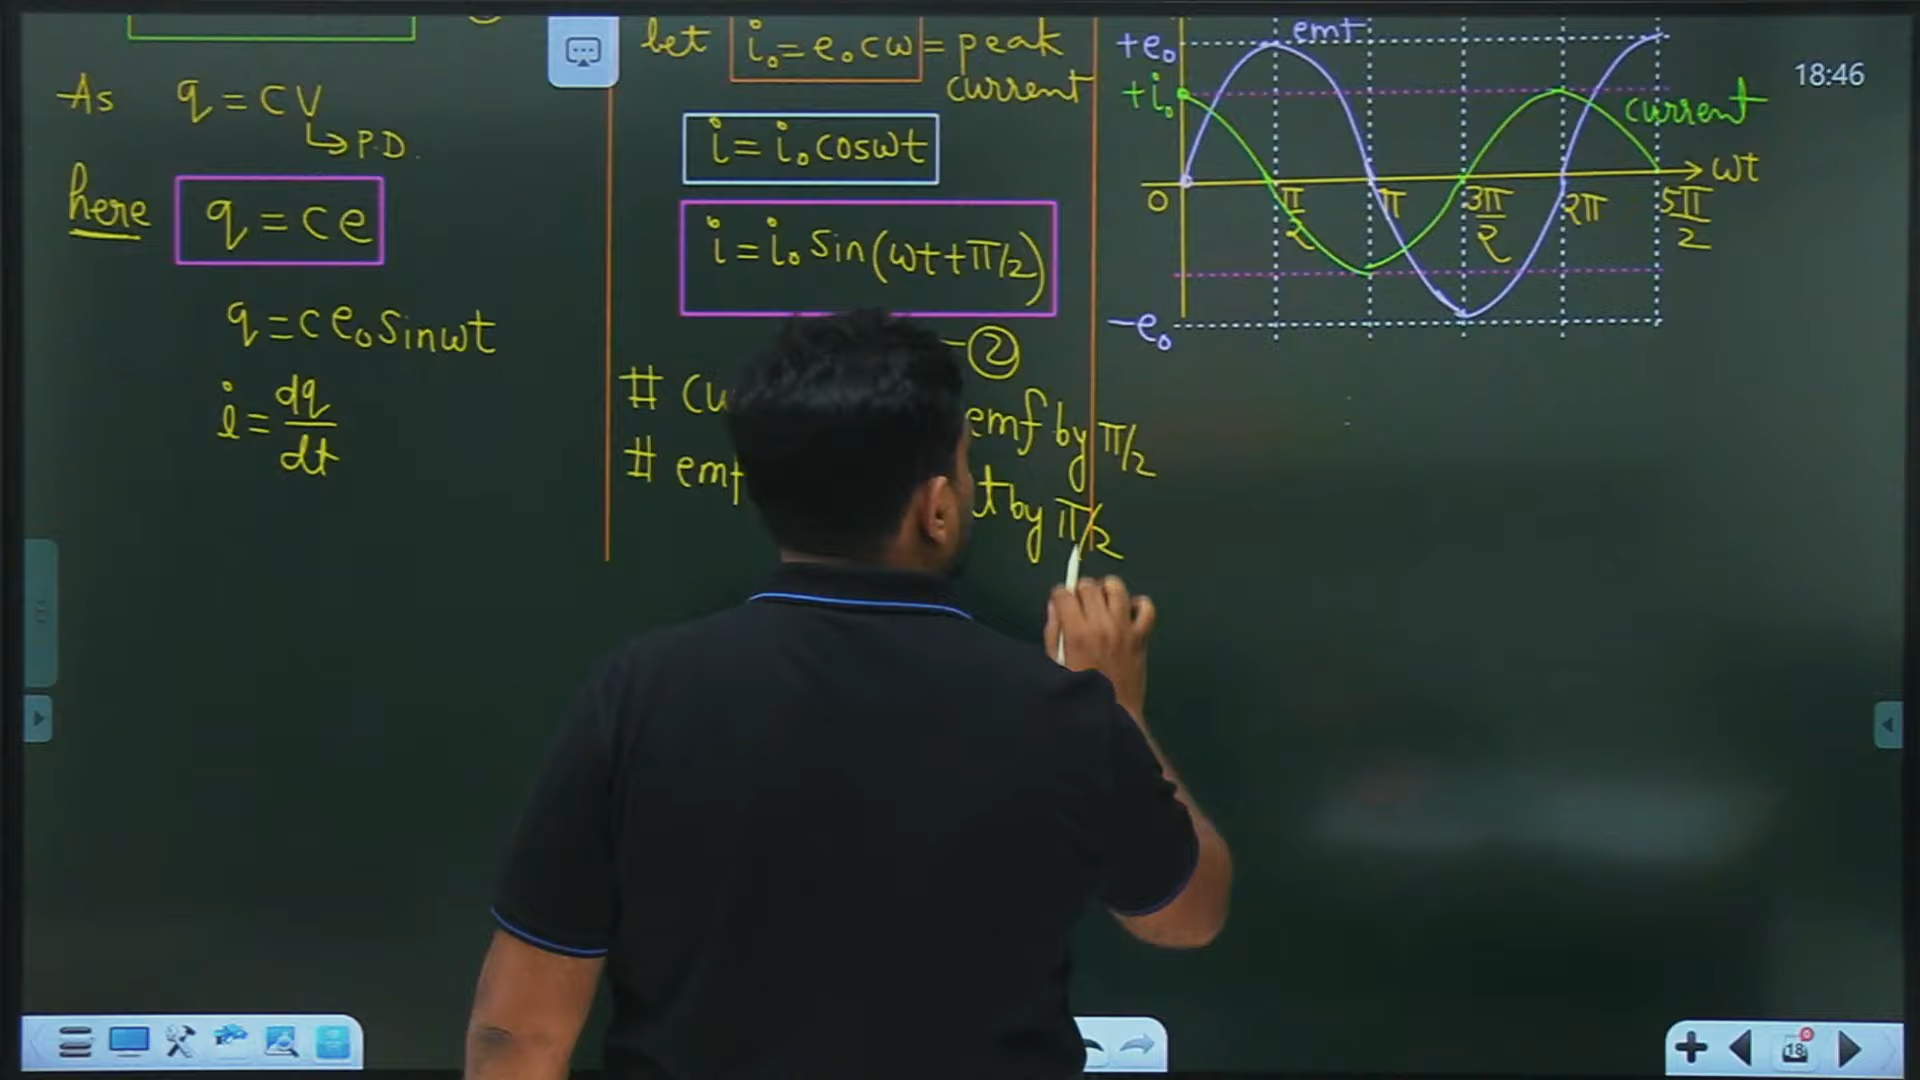 As q = CV
↳ P.D.
here q = ce
q = c e₀ sinωt
i = dq/dt
let i₀ = e₀cω = peak current
i = i₀ cosωt
i = i₀ sin(ωt + π/2)
- ②
# cu emf by π/2
# emf t by π/2
+e₀
emf
+i₀
current
ωt
0 π/2 π 3π/2 2π 5π/2
-e₀
18:46
18